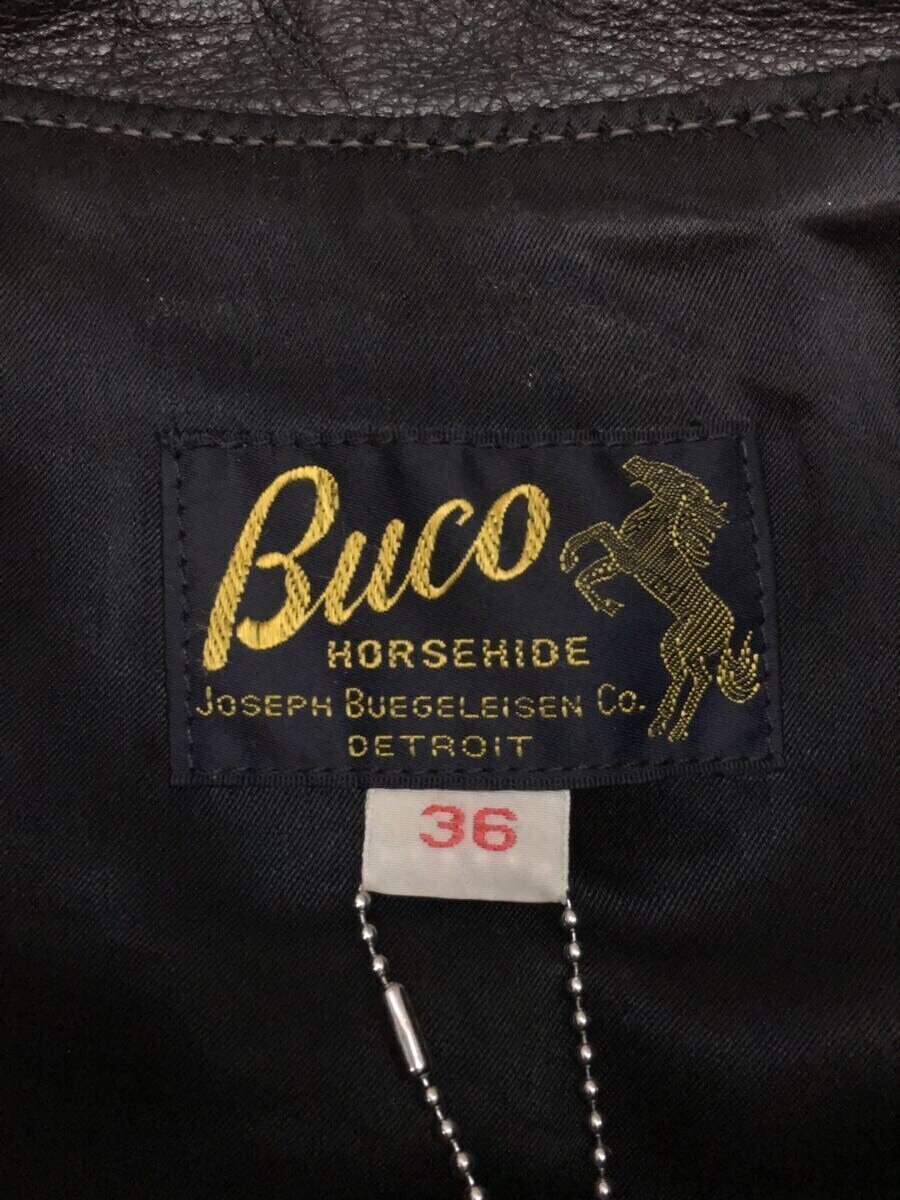 Buco
HORSEHIDE
JOSEPH BUEGELEISEN CO.
DETROIT
36